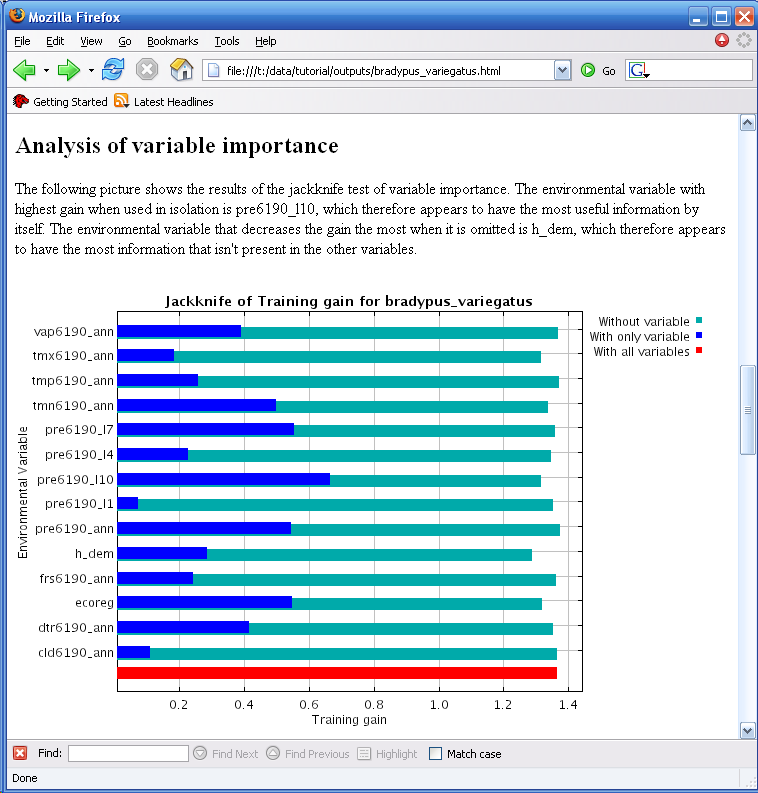 Mozilla Firefox
File Edit View Go Bookmarks Tools Help
file:///t:/data/tutorial/outputs/bradypus_variegatus.html Go G
Getting Started Latest Headlines
Analysis of variable importance
The following picture shows the results of the jackknife test of variable importance. The environmental variable with
highest gain when used in isolation is pre6190_l10, which therefore appears to have the most useful information by
itself. The environmental variable that decreases the gain the most when it is omitted is h_dem, which therefore appears
to have the most information that isn't present in the other variables.
Jackknife of Training gain for bradypus_variegatus
Without variable
With only variable
With all variables
Environmental Variable
vap6190_ann
tmx6190_ann
tmp6190_ann
tmn6190_ann
pre6190_l7
pre6190_l4
pre6190_l10
pre6190_l1
pre6190_ann
h_dem
frs6190_ann
ecoreg
dtr6190_ann
cld6190_ann
0.2 0.4 0.6 0.8 1.0 1.2 1.4
Training gain
Find: Find Next Find Previous Highlight Match case
Done